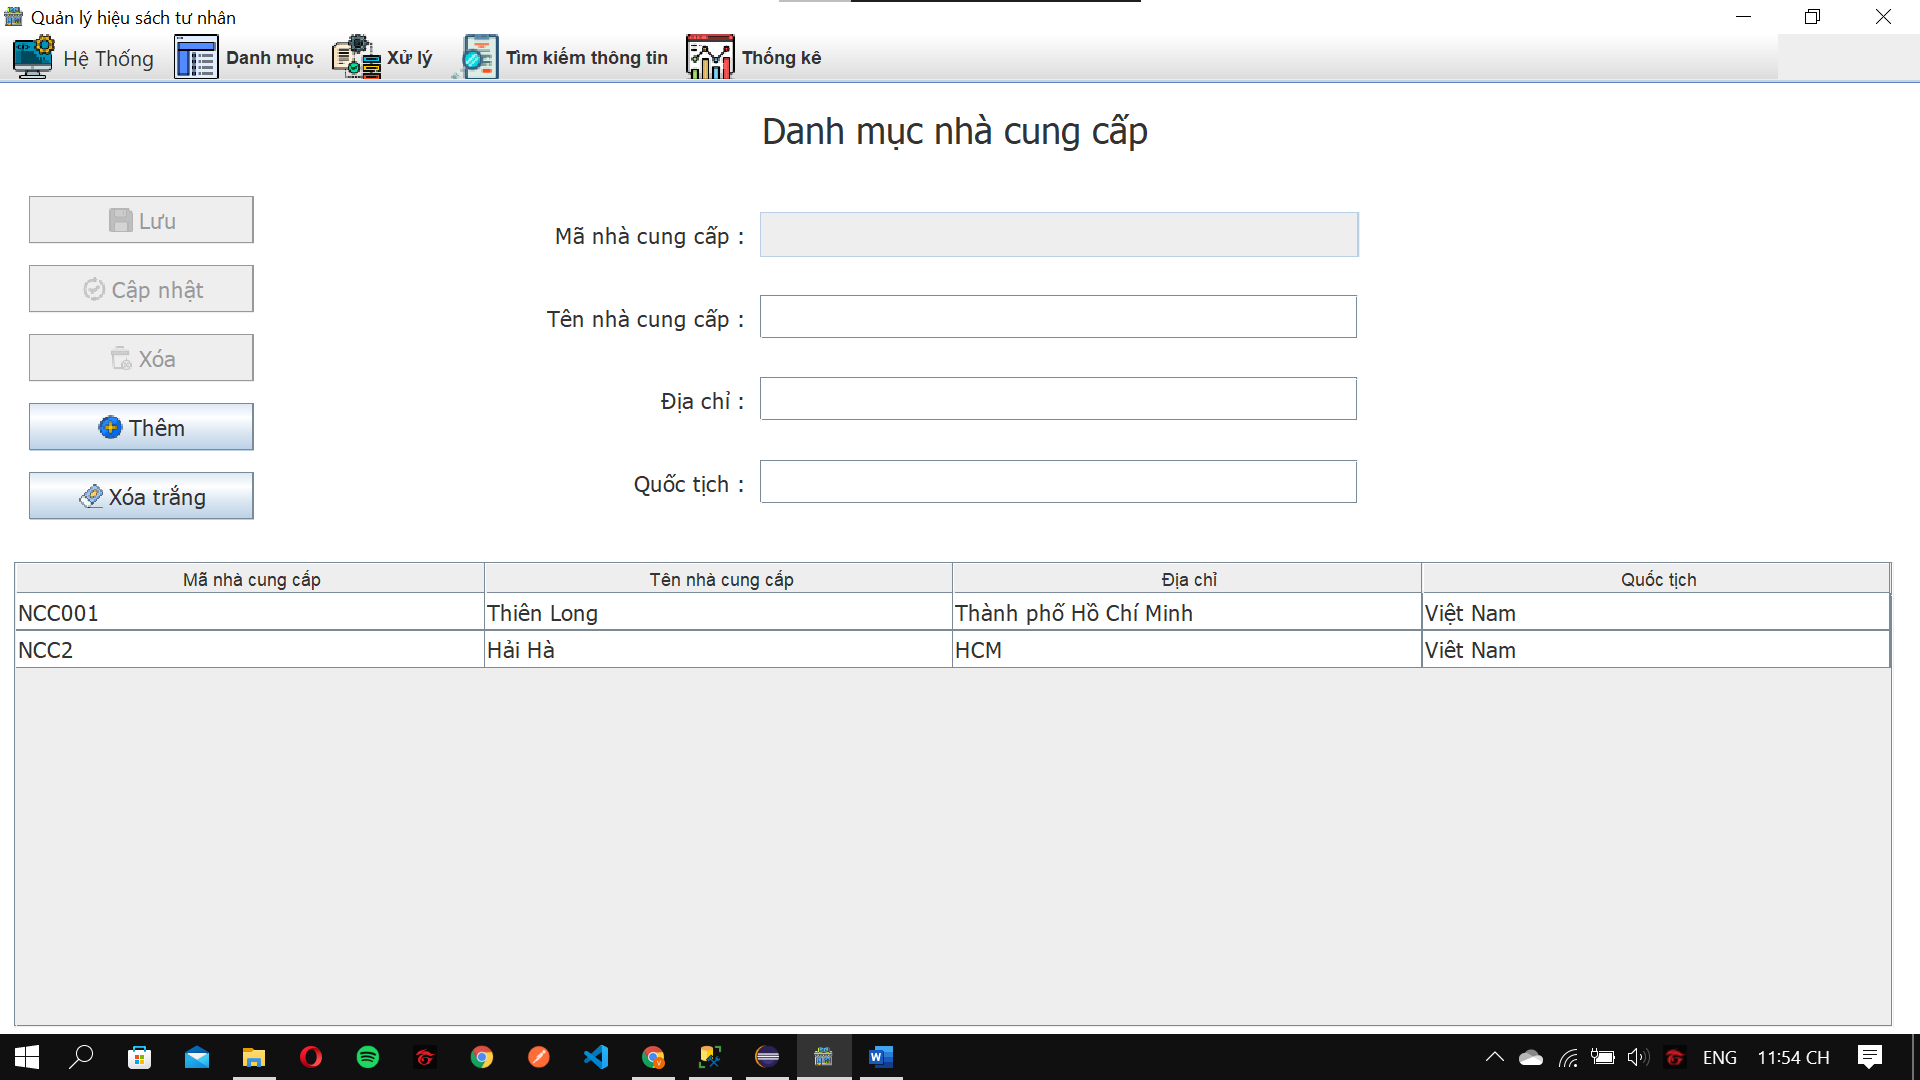 Quản lý hiệu sách tư nhân
Hệ Thống Danh mục Xử lý Tìm kiếm thông tin Thống kê
Danh mục nhà cung cấp
Lưu
Cập nhật
Xóa
Thêm
Xóa trắng
Mã nhà cung cấp :
Tên nhà cung cấp :
Địa chỉ :
Quốc tịch :
Mã nhà cung cấp Tên nhà cung cấp Địa chỉ Quốc tịch
NCC001 Thiên Long Thành phố Hồ Chí Minh Việt Nam
NCC2 Hải Hà HCM Viêt Nam
ENG 11:54 CH